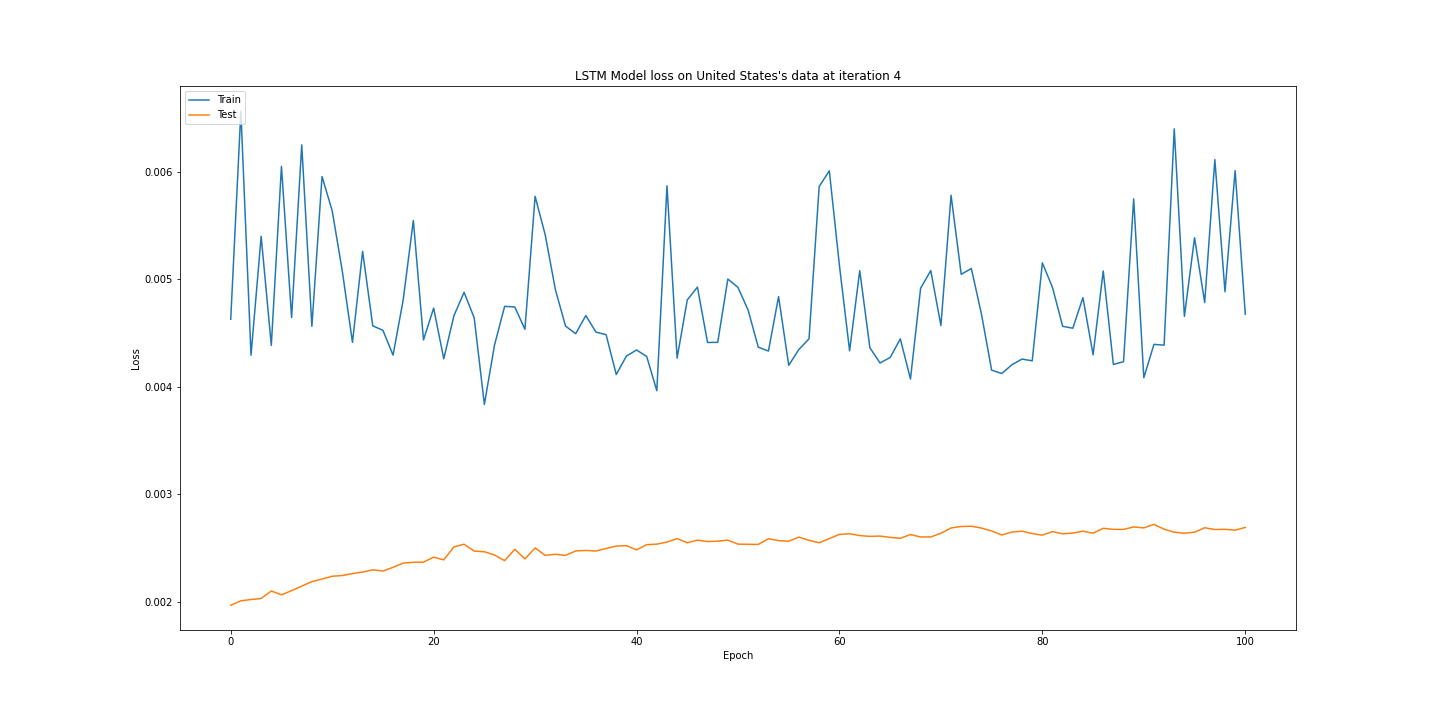 LSTM Model loss on United States's data at iteration 4
Train
Test
0.006
0.005
0.004
0.003
0.002
Loss
0 20 40 60 80 100
Epoch